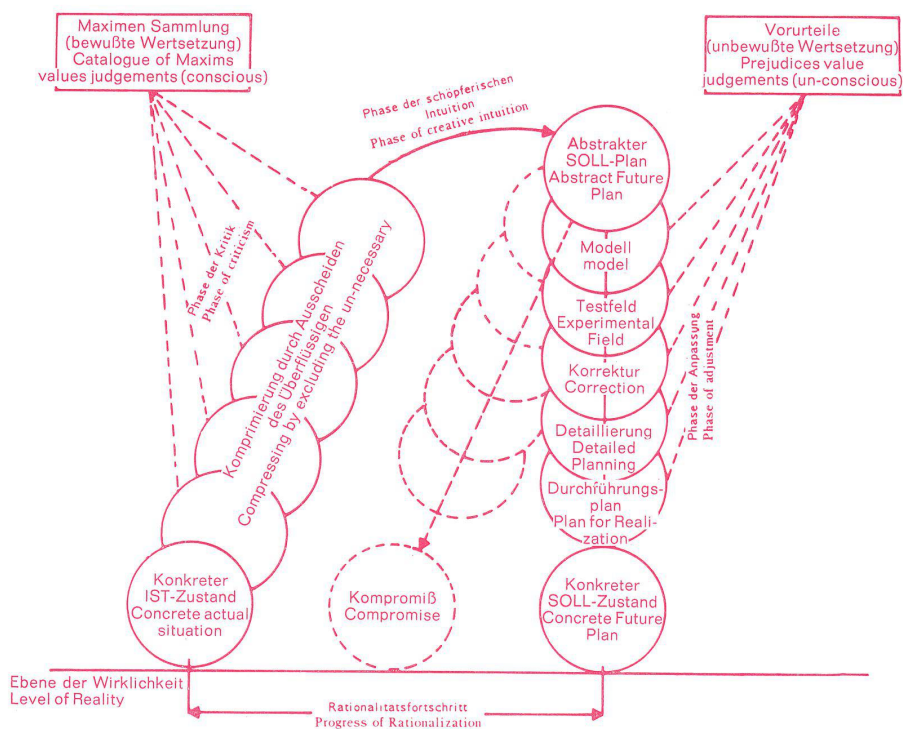 Maximen Sammlung
(bewußte Wertsetzung)
Catalogue of Maxims
values judgements (conscious)
Vorurteile
(unbewußte Wertsetzung)
Prejudices value
judgements (un-conscious)
Phase der schöpferischen
Intuition
Phase of creative intuition
Abstrakter
SOLL-Plan
Abstract Future
Plan
Modell
model
Testfeld
Experimental
Field
Korrektur
Correction
Detaillierung
Detailed
Planning
Durchführungs-
plan
Plan for Reali-
zation
Phase der Kritik
Phase of criticism
Komprimierung durch Ausscheiden
des Überflüssigen
Compressing by excluding the un-necessary
Phase der Anpassung
Phase of adjustment
Konkreter
IST-Zustand
Concrete actual
situation
Kompromiß
Compromise
Konkreter
SOLL-Zustand
Concrete Future
Plan
Ebene der Wirklichkeit
Level of Reality
Rationalitatsfortschritt
Progress of Rationalization